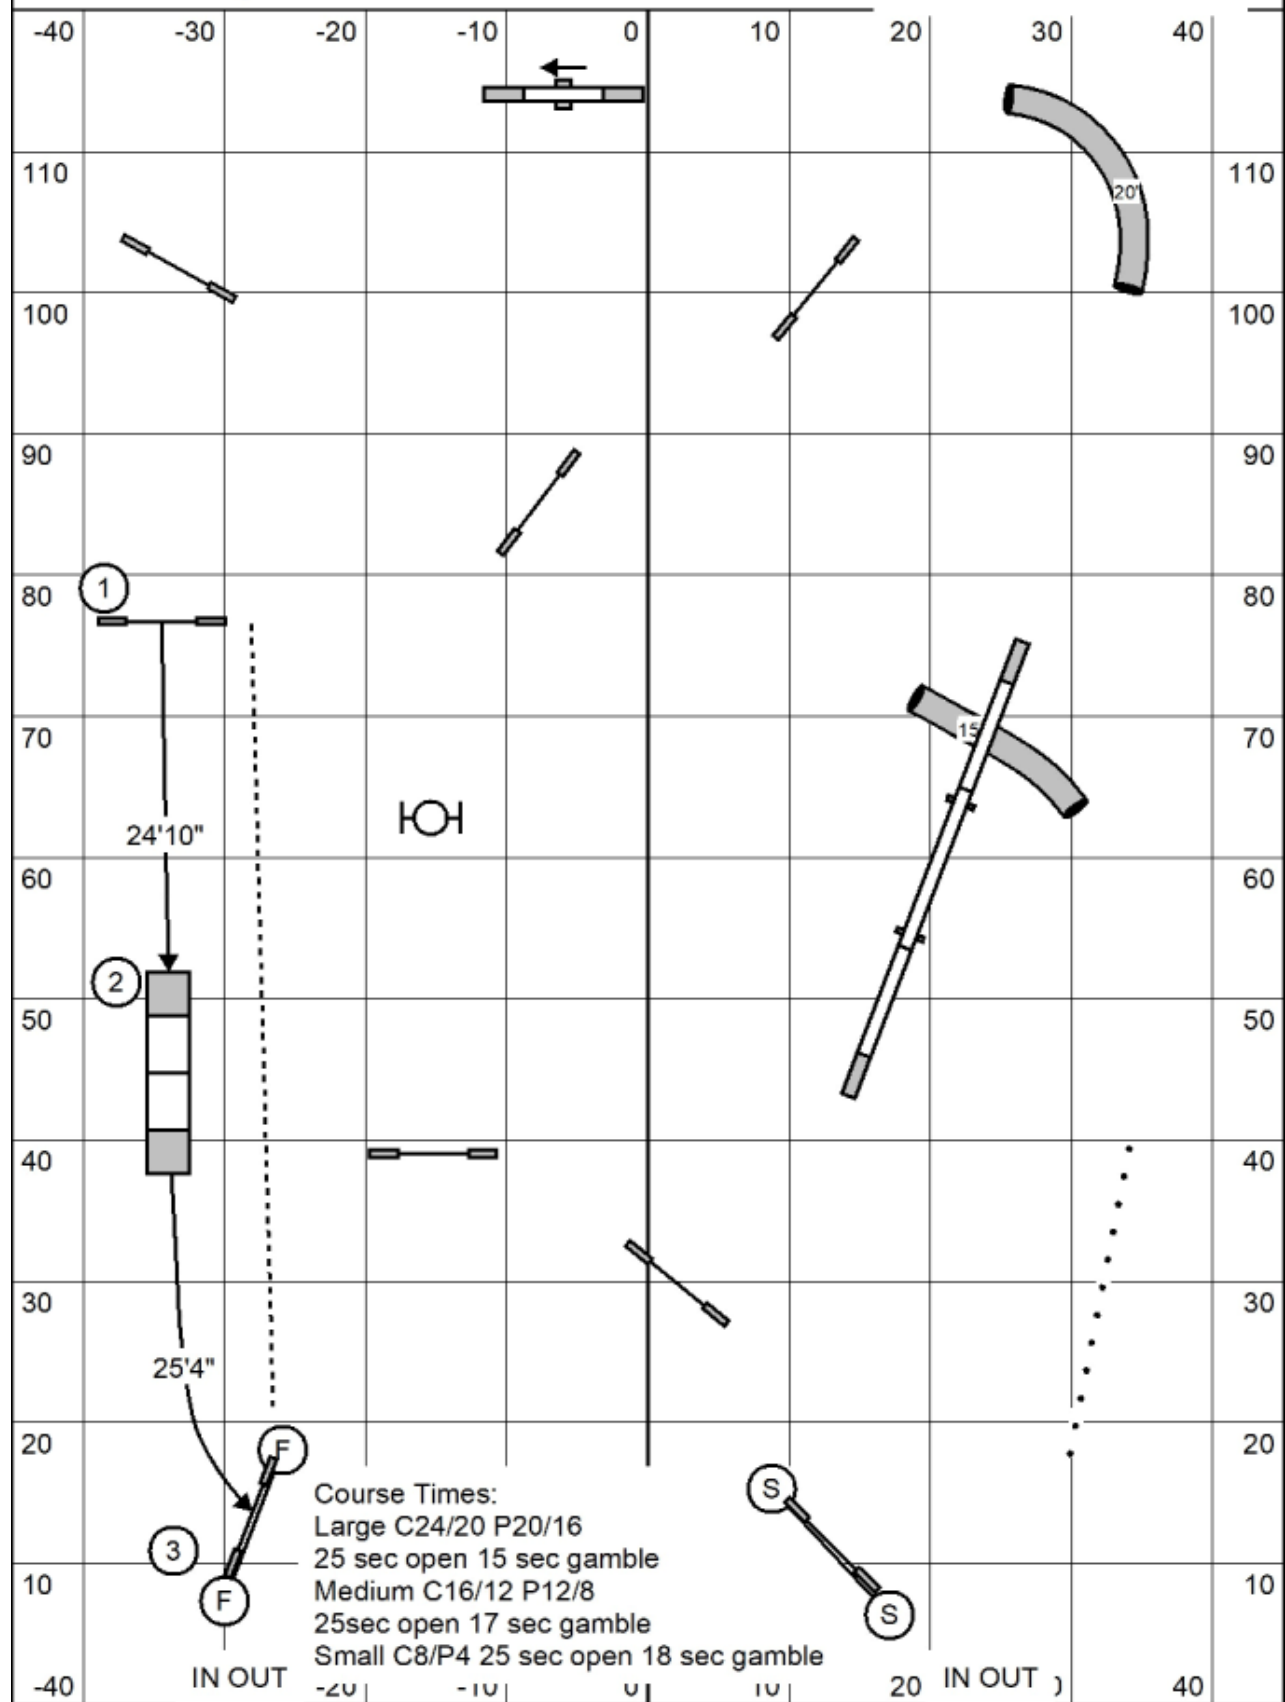 -40 -30 -20 -10 0 10 20 30 40
110 110
20'
100 100
90 90
1
80 80
15
70 70
24'10"
60 60
2
50 50
40 40
30 30
25'4"
20 20
F
S
Course Times:
Large C24/20 P20/16
3
25 sec open 15 sec gamble
10 10
Medium C16/12 P12/8
F
S
25sec open 17 sec gamble
Small C8/P4 25 sec open 18 sec gamble
-40 IN OUT -20 -10 0 10 20 IN OUT 40